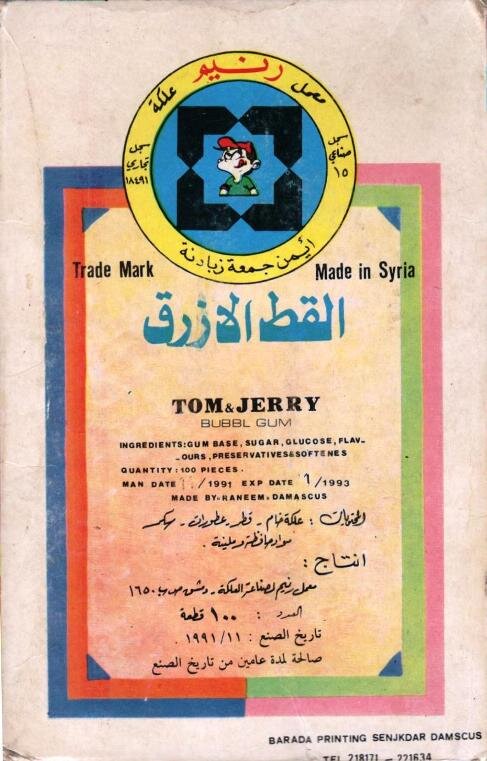 معمل رنيم علكة
سجل صناعي ١٥
سجل تجاري ١٨٤٩١
أيمن جمعة زبادنة
Trade Mark
Made in Syria
القط الازرق
TOM & JERRY
BUBBL GUM
INGREDIENTS:GUM BASE, SUGAR, GLUCOSE, FLAV-
-OURS, PRESERVATIVES&SOFTENES
QUANTITY: 100 PIECES.
MAN DATE /1991 EXP DATE /1993
MADE BY: RANEEM-DAMASCUS
المحتويات : علكة خام - قطر - عطورات - سكر
مواد حافظة وملينة .
انتاج :
معمل رنيم لصناعة العلكة - دمشق ص ب ١٦٥٠
العدد : ١٠٠ قطعة
تاريخ الصنع : ١٩٩١/١١ .
صالحة لمدة عامين من تاريخ الصنع
BARADA PRINTING SENJKDAR DAMSCUS
TEL 218171 - 221634